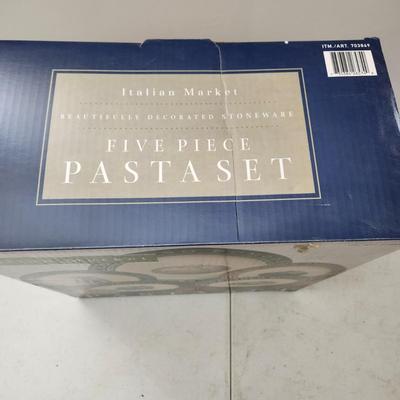 ITM./ART. 703869
Italian Market
BEAUTIFULLY DECORATED STONEWARE
FIVE PIECE
PASTA SET